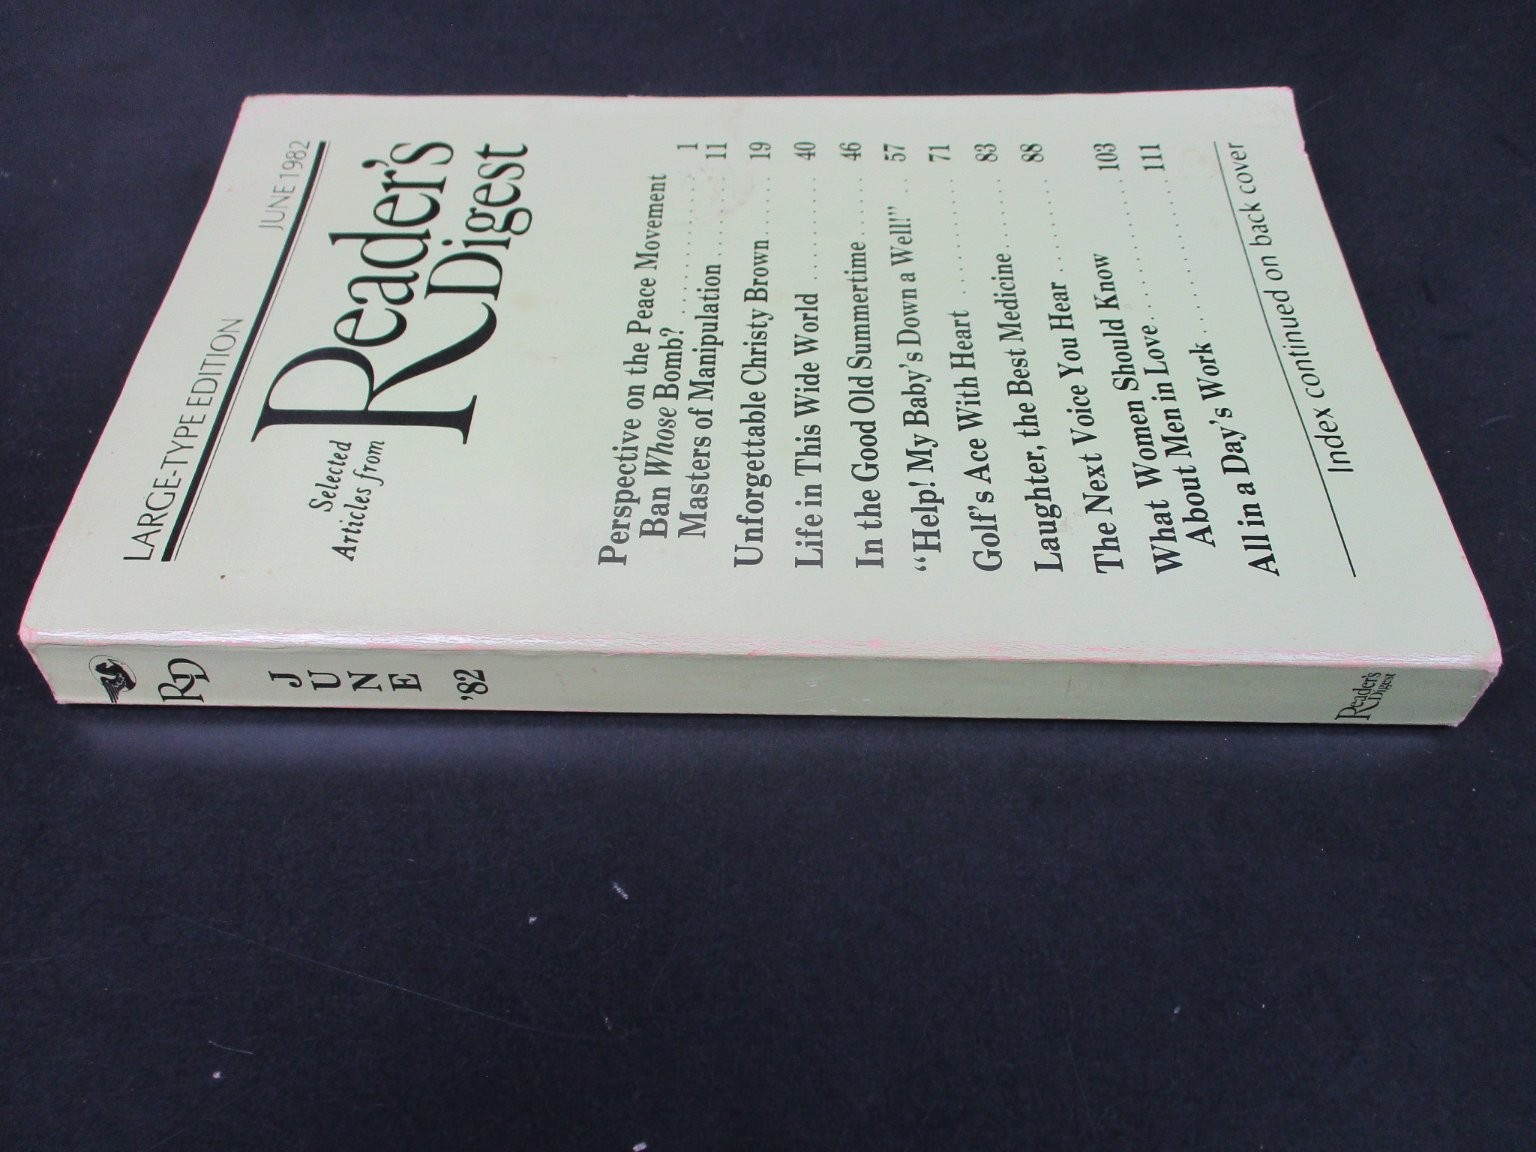 LARGE-TYPE EDITION JUNE 1982
Selected
Articles from
Reader's
Digest
Perspective on the Peace Movement
Ban Whose Bomb? .......... 1
Masters of Manipulation ....... 11
Unforgettable Christy Brown ...... 19
Life in This Wide World .......... 40
In the Good Old Summertime ...... 46
“Help! My Baby's Down a Well!” ... 57
Golf's Ace With Heart .......... 71
Laughter, the Best Medicine ....... 83
The Next Voice You Hear ......... 88
What Women Should Know
About Men in Love ............. 103
All in a Day's Work ............. 111
Index continued on back cover
RD
JUNE
'82
Reader's
Digest